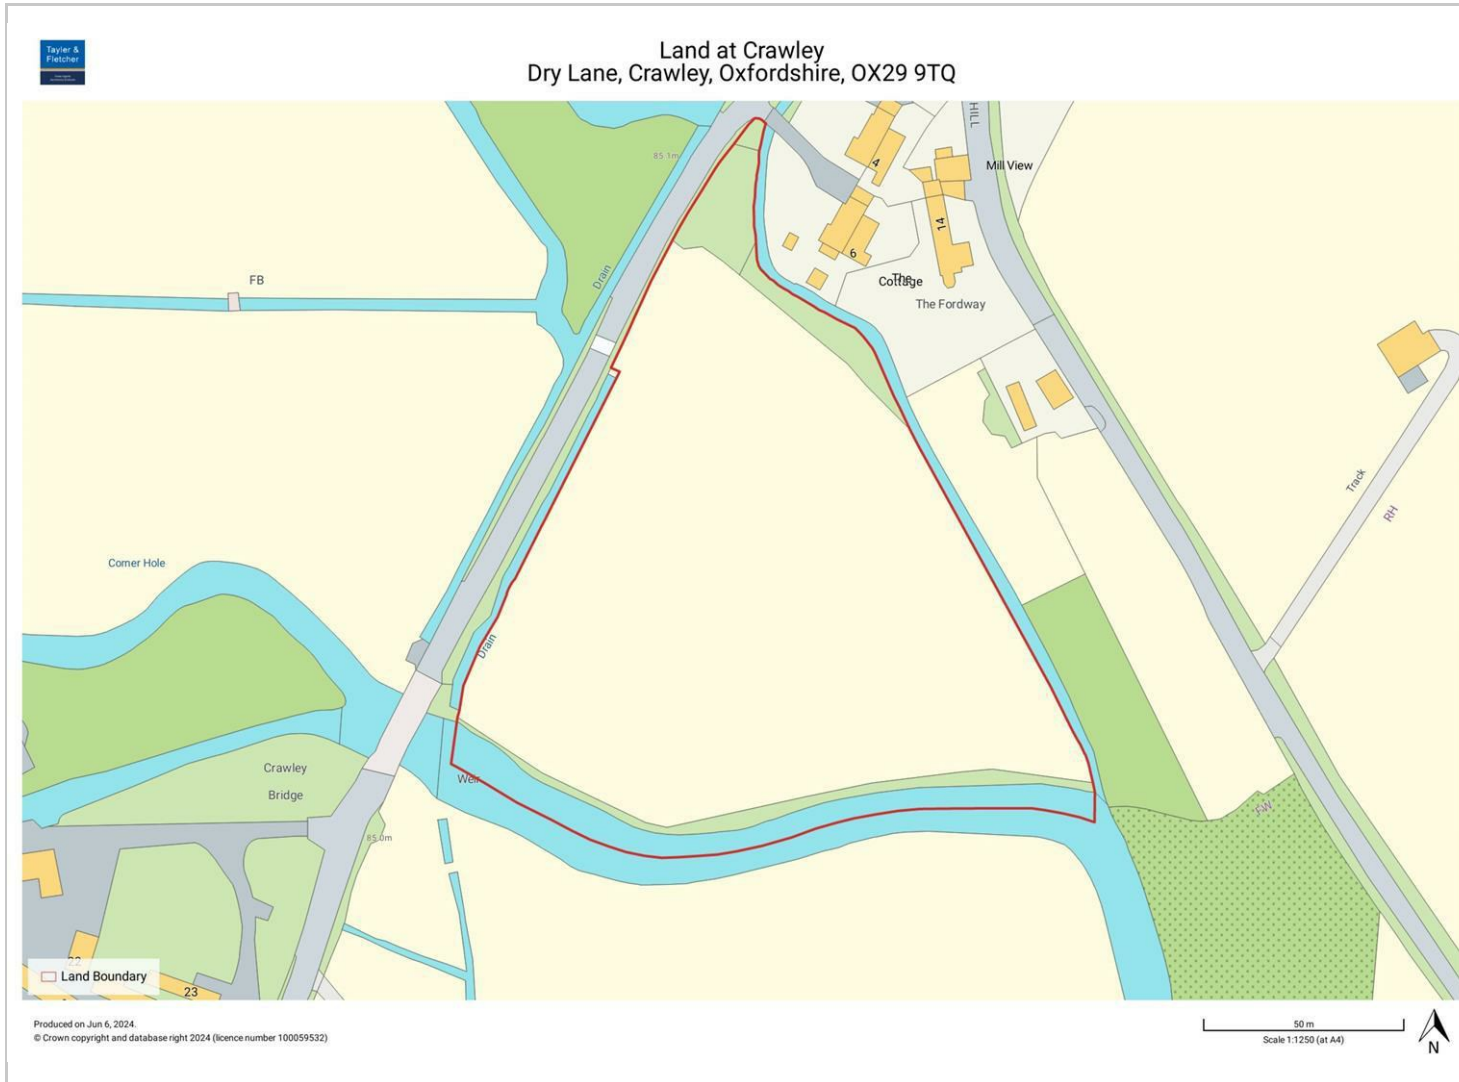 Tayler &
Fletcher
Land at Crawley
Dry Lane, Crawley, Oxfordshire, OX29 9TQ
HILL
85.1m
4
Mill View
14
6
The
Cottage
The Fordway
FB
Drain
Track
RH
Corner Hole
Drain
Weir
Crawley
Bridge
85.0m
FW
22
23
Land Boundary
Produced on Jun 6, 2024.
© Crown copyright and database right 2024 (licence number 100059532)
50 m
Scale 1:1250 (at A4)
N